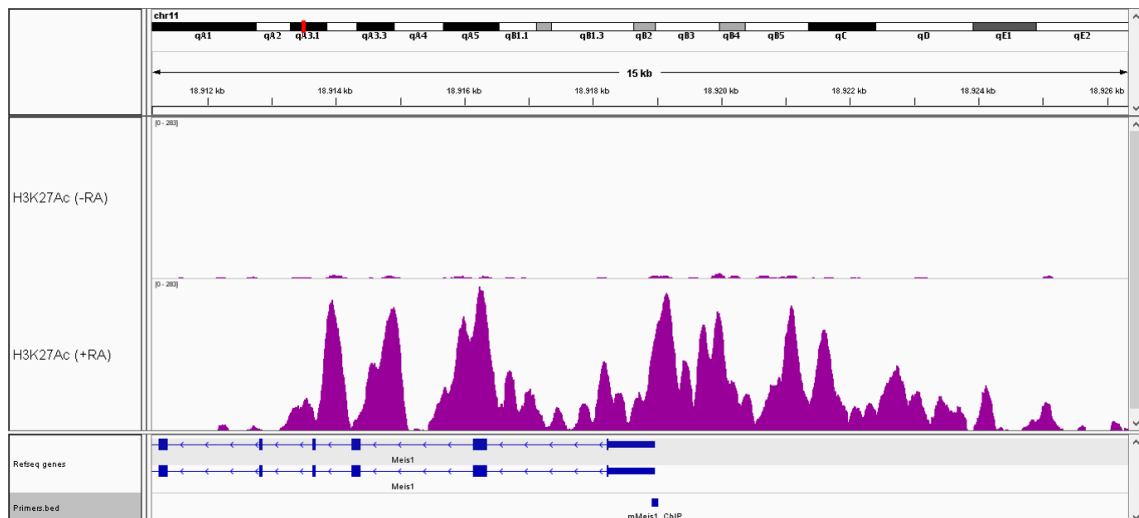 chr11
qA1 qA2 qA3.1 qA3.3 qA4 qA5 qB1.1 qB1.3 qB2 qB3 qB4 qB5 qC qD qE1 qE2
15 kb
18.912 kb 18.914 kb 18.916 kb 18.918 kb 18.920 kb 18.922 kb 18.924 kb 18.926 kb
[0 - 283]
H3K27Ac (-RA)
[0 - 283]
H3K27Ac (+RA)
Refseq genes
Meis1
Meis1
Primers.bed
mMeis1_ChIP